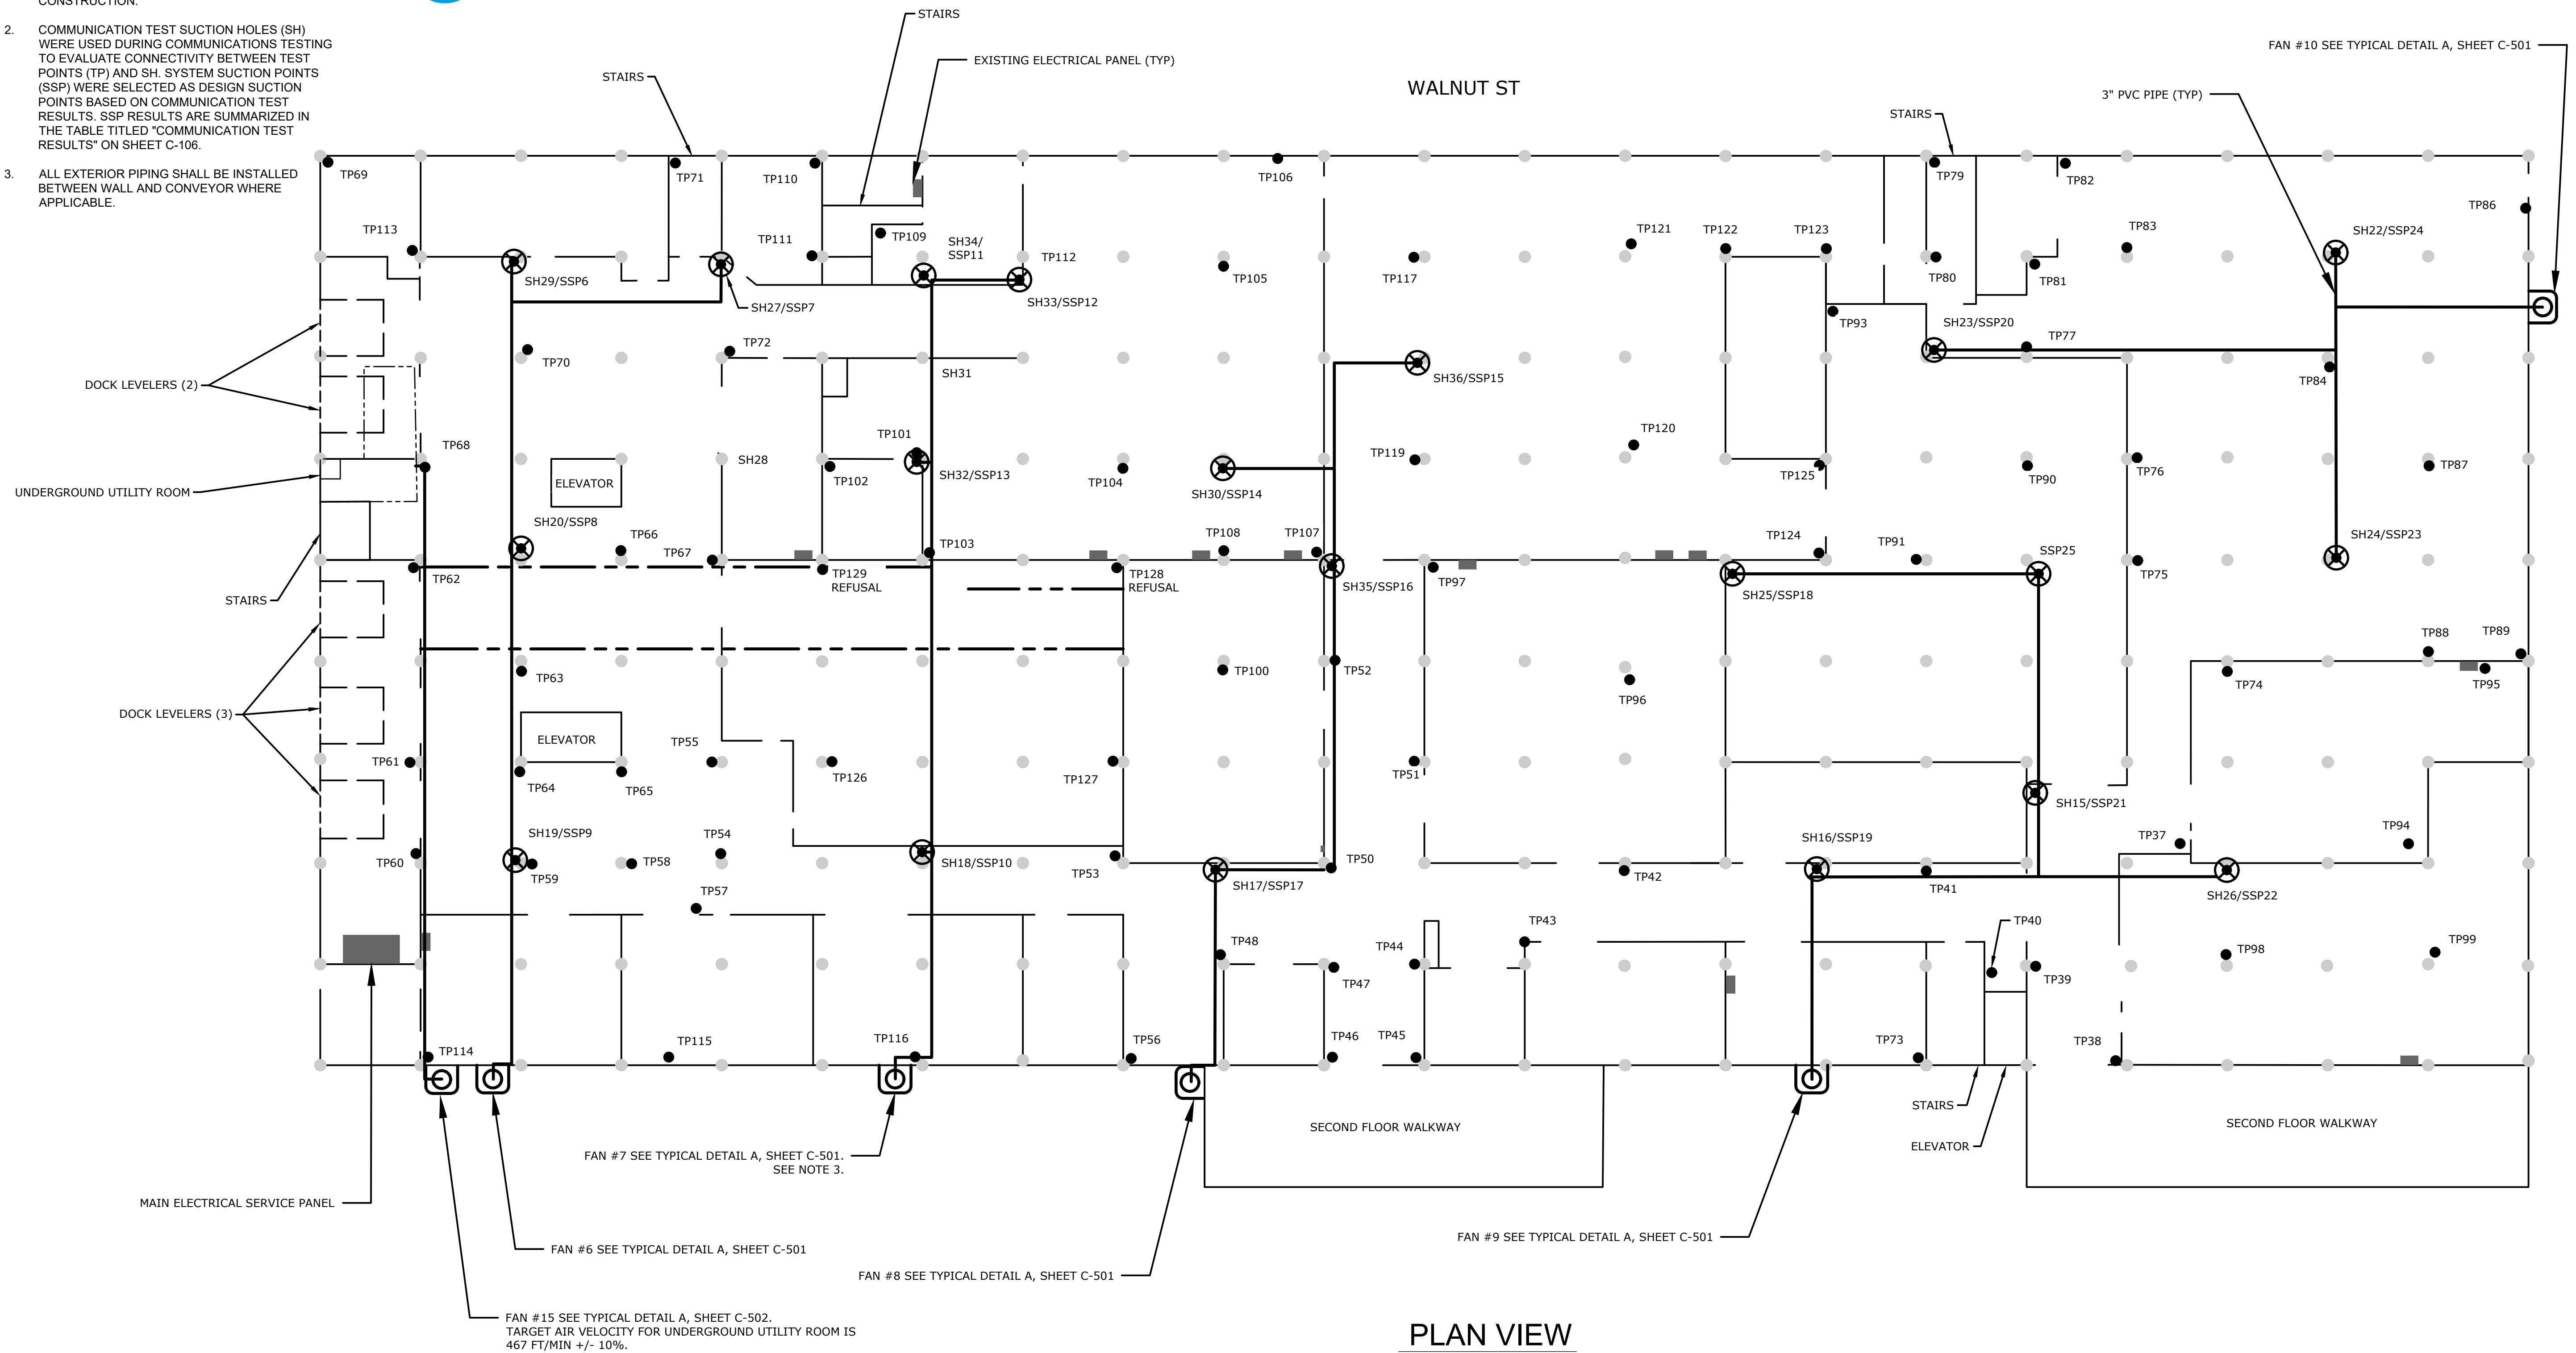 CONSTRUCTION.
2. COMMUNICATION TEST SUCTION HOLES (SH)
WERE USED DURING COMMUNICATIONS TESTING
TO EVALUATE CONNECTIVITY BETWEEN TEST
POINTS (TP) AND SH. SYSTEM SUCTION POINTS
(SSP) WERE SELECTED AS DESIGN SUCTION
POINTS BASED ON COMMUNICATION TEST
RESULTS. SSP RESULTS ARE SUMMARIZED IN
THE TABLE TITLED "COMMUNICATION TEST
RESULTS" ON SHEET C-106.
3. ALL EXTERIOR PIPING SHALL BE INSTALLED
BETWEEN WALL AND CONVEYOR WHERE
APPLICABLE.
STAIRS
FAN #10 SEE TYPICAL DETAIL A, SHEET C-501
EXISTING ELECTRICAL PANEL (TYP)
STAIRS
WALNUT ST
3" PVC PIPE (TYP)
STAIRS
TP69
TP71
TP110
TP106
TP79
TP82
TP86
TP113
TP111
TP109
SH34/
SSP11
TP112
TP121
TP122
TP123
TP83
SH22/SSP24
SH29/SSP6
SH27/SSP7
SH33/SSP12
TP105
TP117
TP80
TP81
TP93
SH23/SSP20
TP77
TP70
TP72
SH31
SH36/SSP15
TP84
DOCK LEVELERS (2)
TP68
TP101
TP120
SH28
TP102
SH32/SSP13
TP104
TP119
TP125
TP90
TP76
TP87
UNDERGROUND UTILITY ROOM
ELEVATOR
SH30/SSP14
SH20/SSP8
TP66
TP67
TP103
TP108
TP107
TP124
TP91
SSP25
SH24/SSP23
TP62
TP129
REFUSAL
TP128
REFUSAL
SH35/SSP16
TP97
SH25/SSP18
TP75
STAIRS
TP63
TP100
TP52
TP96
TP74
TP88
TP89
TP95
DOCK LEVELERS (3)
ELEVATOR
TP55
TP61
TP64
TP65
TP126
TP127
TP51
SH15/SSP21
SH19/SSP9
TP54
SH16/SSP19
TP37
TP94
TP60
TP59
TP58
SH18/SSP10
TP53
TP50
SH17/SSP17
TP42
TP41
SH26/SSP22
TP57
TP43
TP40
TP48
TP44
TP98
TP99
TP47
TP39
TP114
TP115
TP116
TP56
TP46
TP45
TP73
TP38
STAIRS
SECOND FLOOR WALKWAY
SECOND FLOOR WALKWAY
ELEVATOR
FAN #7 SEE TYPICAL DETAIL A, SHEET C-501.
SEE NOTE 3.
MAIN ELECTRICAL SERVICE PANEL
FAN #9 SEE TYPICAL DETAIL A, SHEET C-501
FAN #6 SEE TYPICAL DETAIL A, SHEET C-501
FAN #8 SEE TYPICAL DETAIL A, SHEET C-501
FAN #15 SEE TYPICAL DETAIL A, SHEET C-502.
TARGET AIR VELOCITY FOR UNDERGROUND UTILITY ROOM IS
467 FT/MIN +/- 10%.
PLAN VIEW